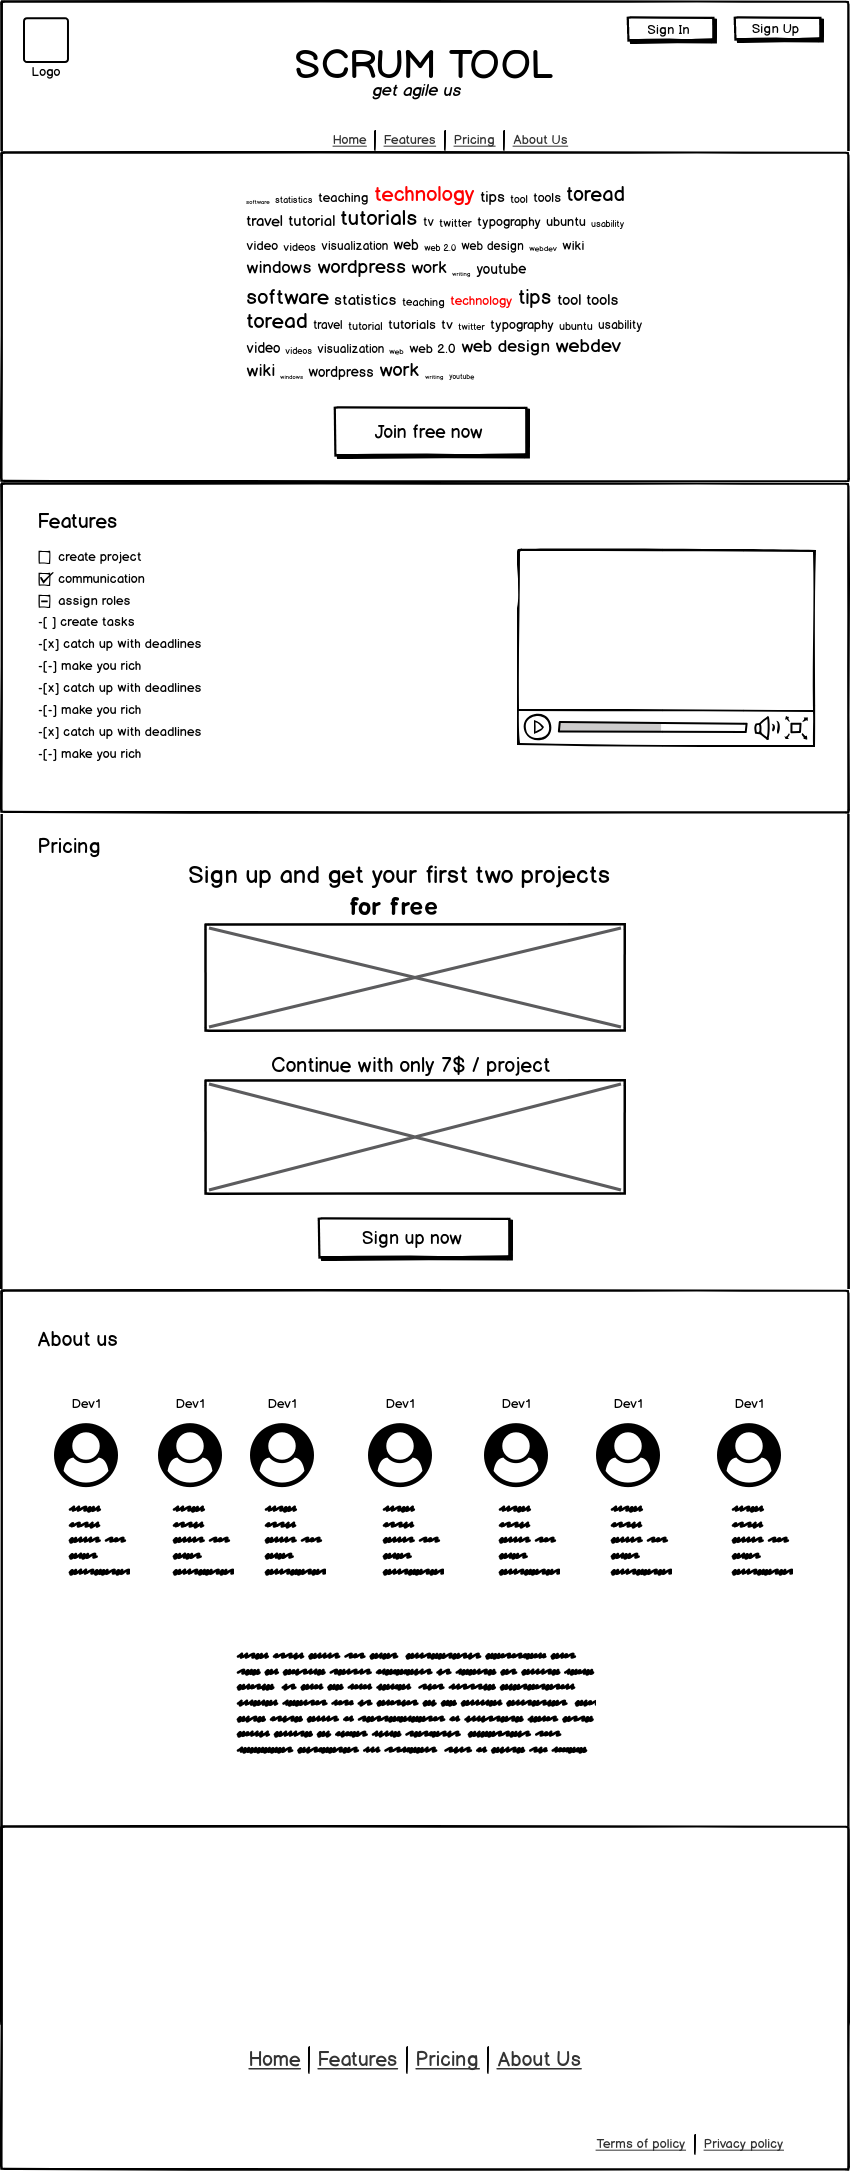 Sign In
Sign Up
Logo
SCRUM TOOL
get agile us
Home
Features
Pricing
About Us
software statistics teaching technology tips tool tools toread
travel tutorial tutorials tv twitter typography ubuntu usability
video videos visualization web web 2.0 web design webdev wiki
windows wordpress work writing youtube
software statistics teaching technology tips tool tools
toread travel tutorial tutorials tv twitter typography ubuntu usability
video videos visualization web web 2.0 web design webdev
wiki windows wordpress work writing youtube
Join free now
Features
create project
communication
assign roles
-[ ] create tasks
-[x] catch up with deadlines
-[-] make you rich
-[x] catch up with deadlines
-[-] make you rich
-[x] catch up with deadlines
-[-] make you rich
Pricing
Sign up and get your first two projects
for free
Continue with only 7$ / project
Sign up now
About us
Dev1
Dev1
Dev1
Dev1
Dev1
Dev1
Dev1
Home
Features
Pricing
About Us
Terms of policy
Privacy policy